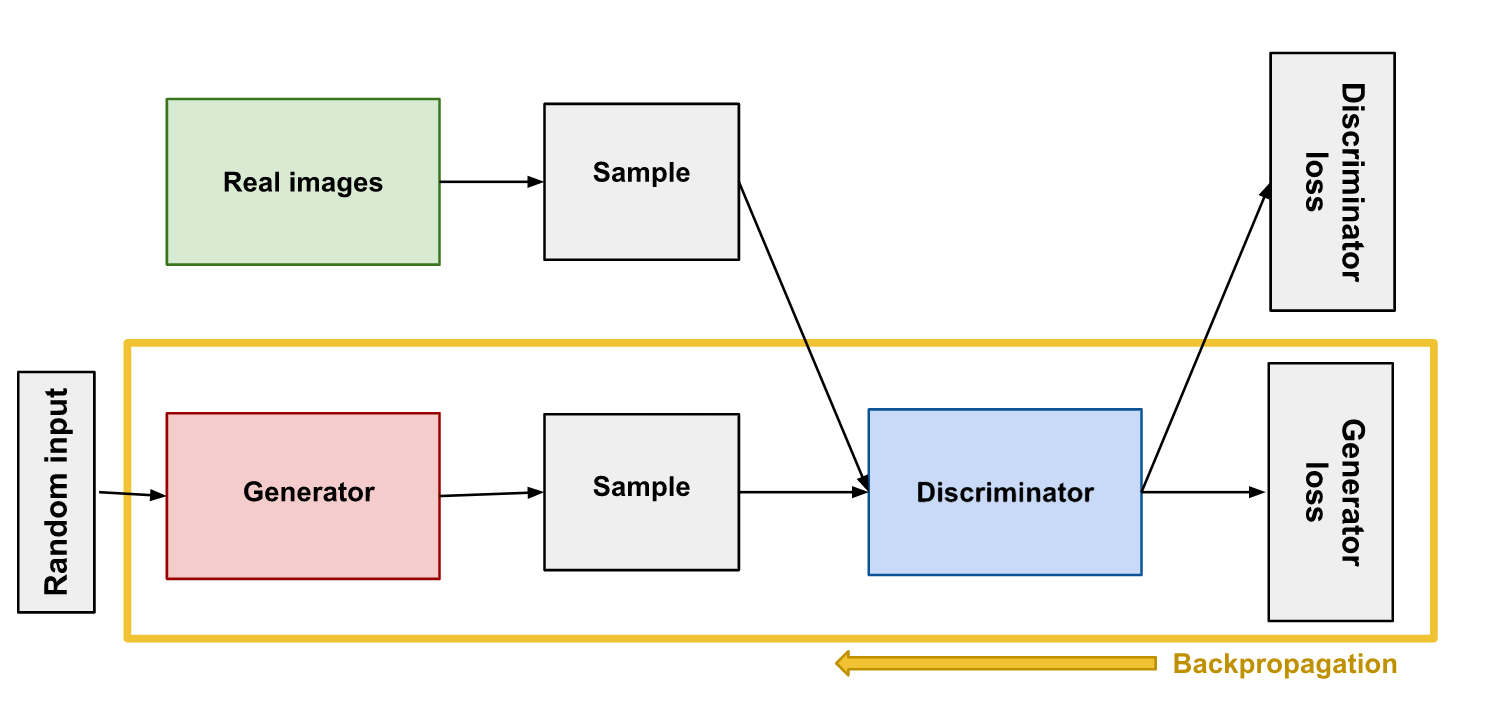 Real images
Sample
Discriminator
loss
Random input
Generator
Sample
Discriminator
Generator
loss
Backpropagation